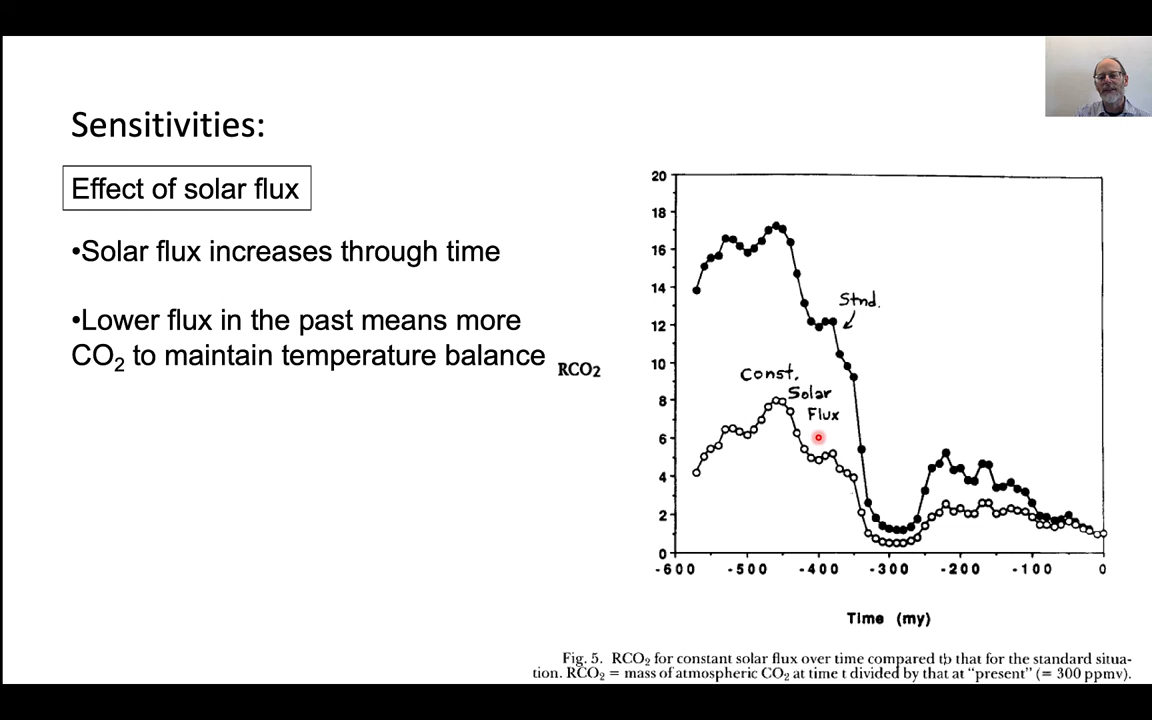 Sensitivities:
Effect of solar flux
•Solar flux increases through time
•Lower flux in the past means more
CO₂ to maintain temperature balance
RCO2
20
18
16
14
12
10
8
6
4
2
0
Stnd.
Const.
Solar
Flux
-600
-500
-400
-300
-200
-100
0
Time (my)
Fig. 5. RCO₂ for constant solar flux over time compared to that for the standard situa-
tion. RCO₂ = mass of atmospheric CO₂ at time t divided by that at “present” (= 300 ppmv).